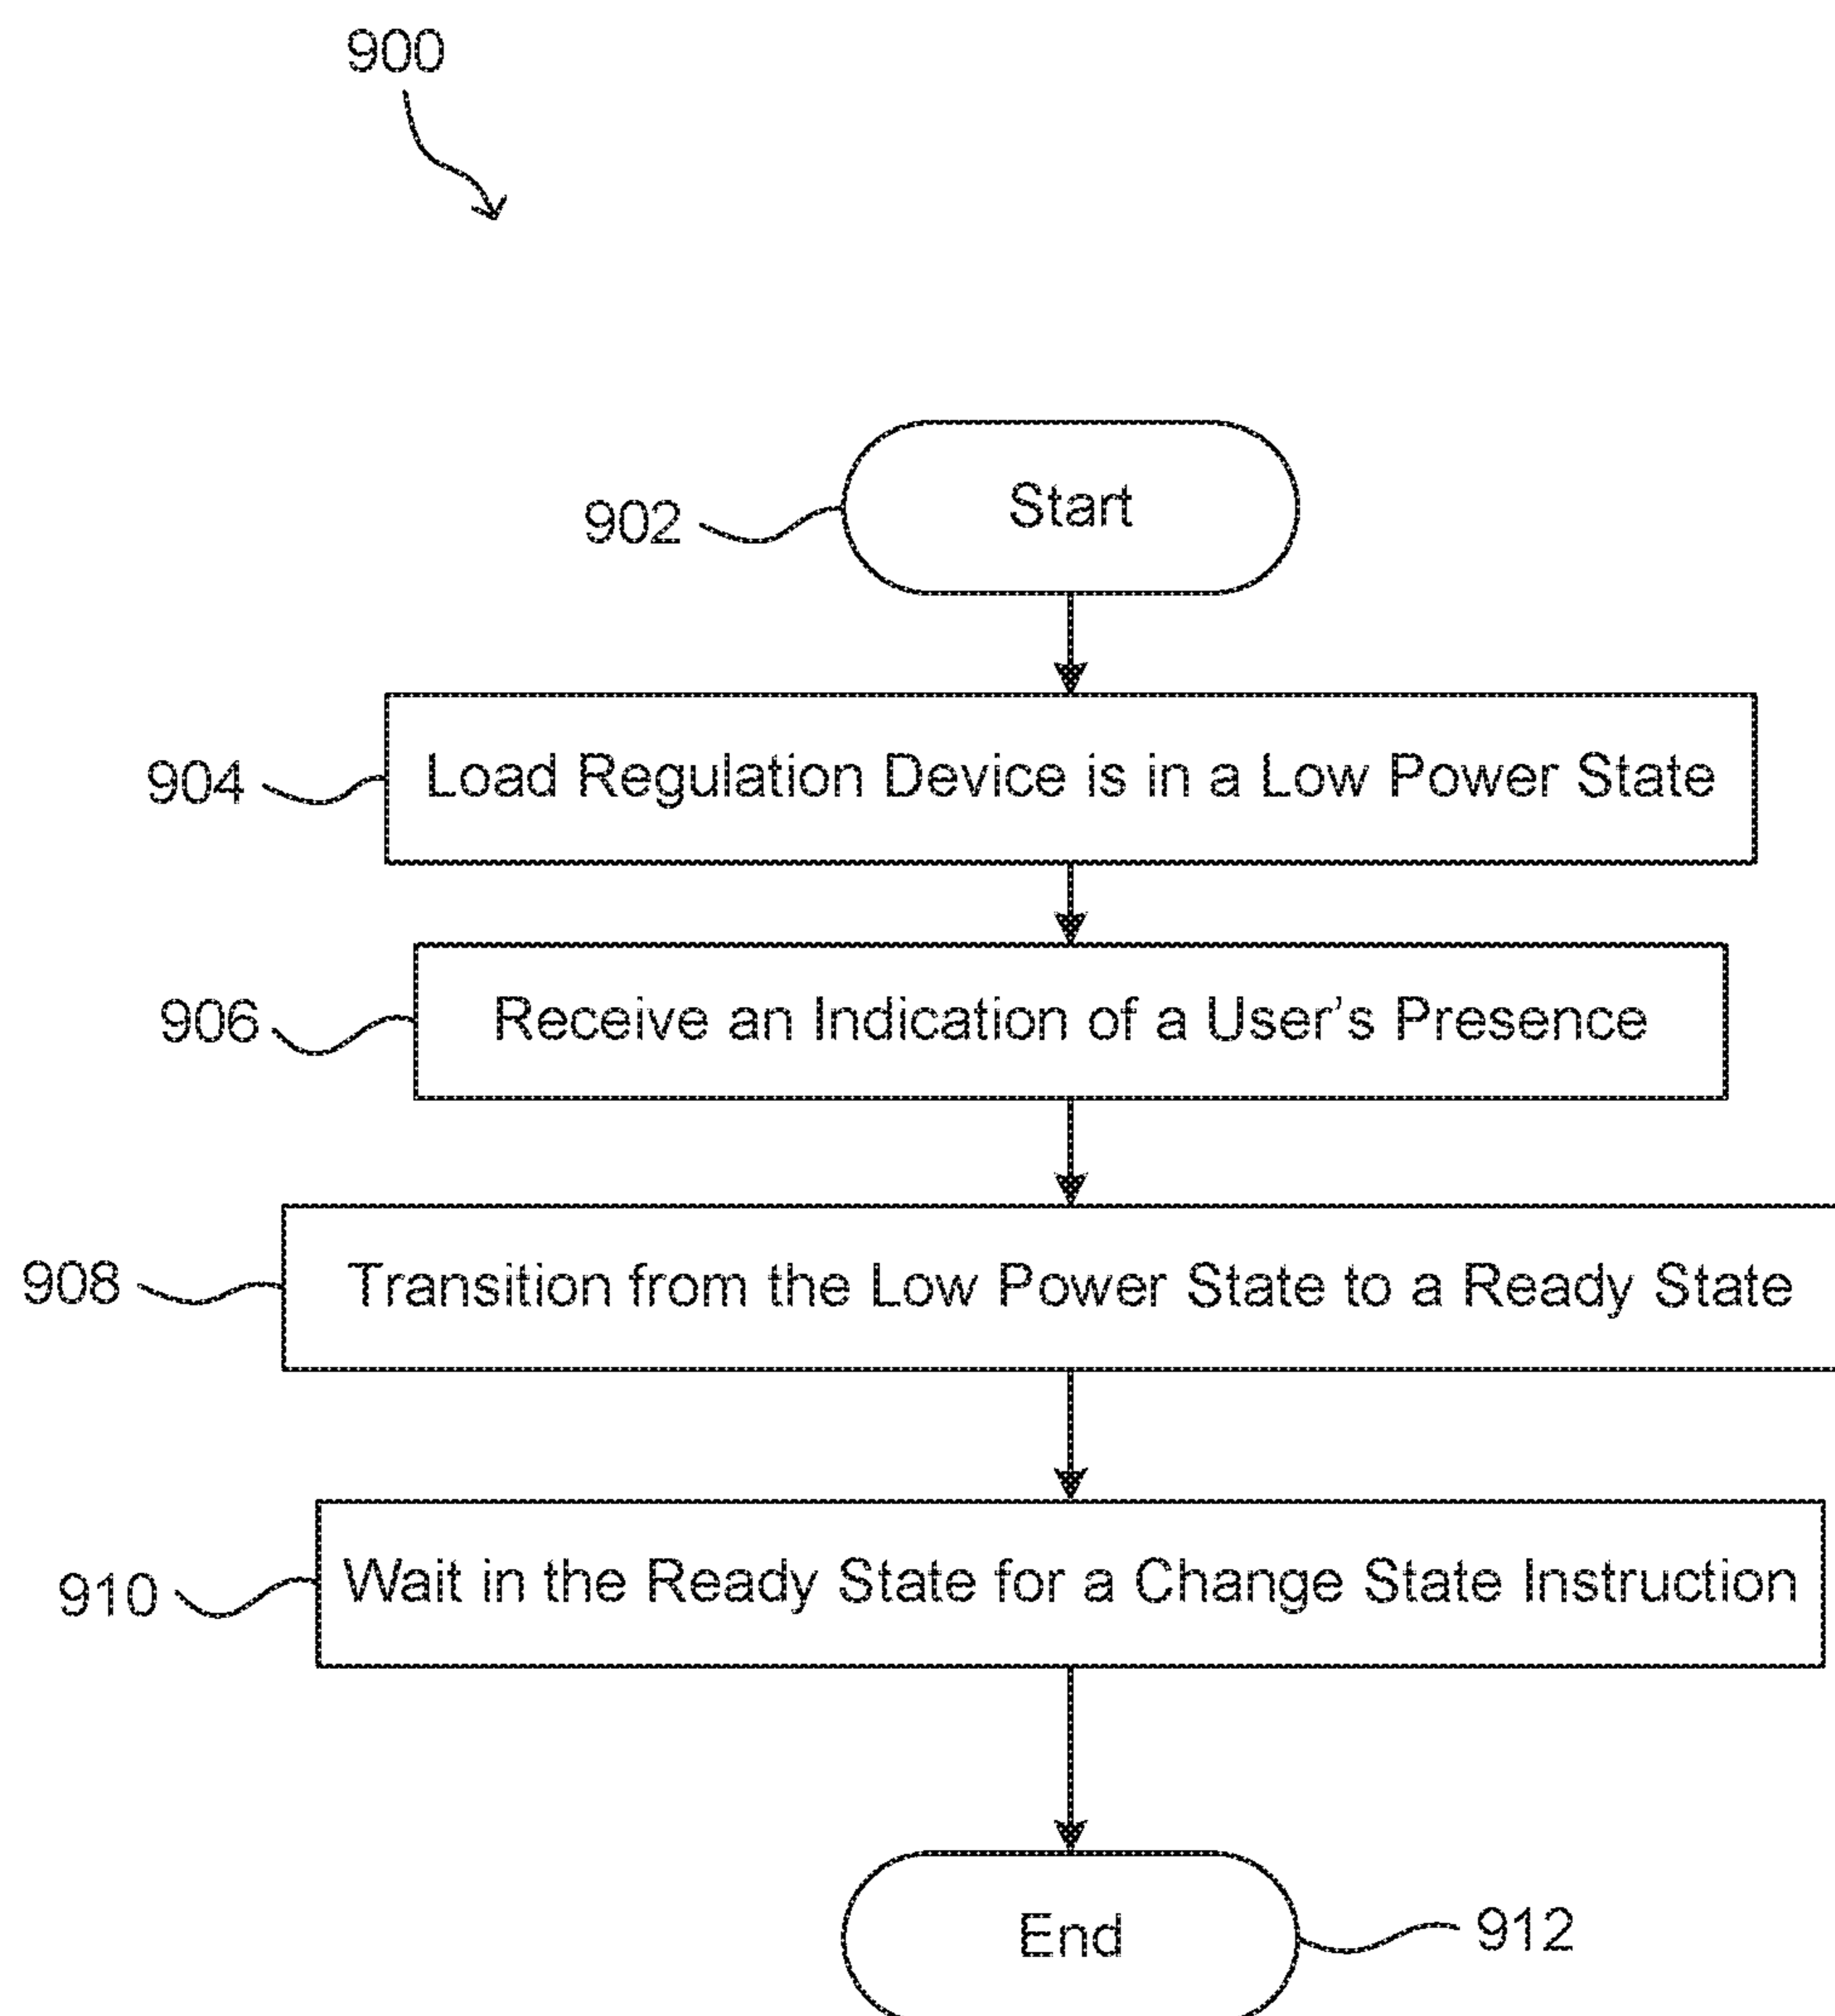 900
902
Start
904
Load Regulation Device is in a Low Power State
906
Receive an Indication of a User's Presence
908
Transition from the Low Power State to a Ready State
910
Wait in the Ready State for a Change State Instruction
End
912